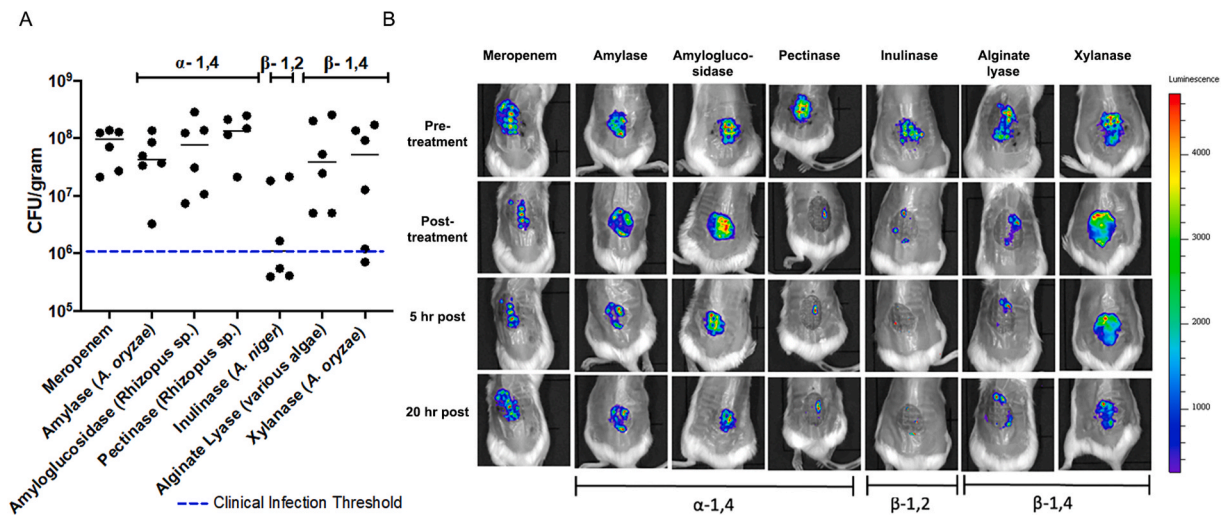 A
α- 1,4
β- 1,2
β- 1,4
CFU/gram
10⁹
10⁸
10⁷
10⁶
10⁵
Meropenem
Amylase (A. oryzae)
Amyloglucosidase (Rhizopus sp.)
Pectinase (Rhizopus sp.)
Inulinase (A. niger)
Alginate Lyase (various algae)
Xylanase (A. oryzae)
Clinical Infection Threshold
B
Meropenem
Amylase
Amylogluco-
sidase
Pectinase
Inulinase
Alginate
lyase
Xylanase
Pre-
treatment
Post-
treatment
5 hr post
20 hr post
α-1,4
β-1,2
β-1,4
Luminescence
4000
3000
2000
1000